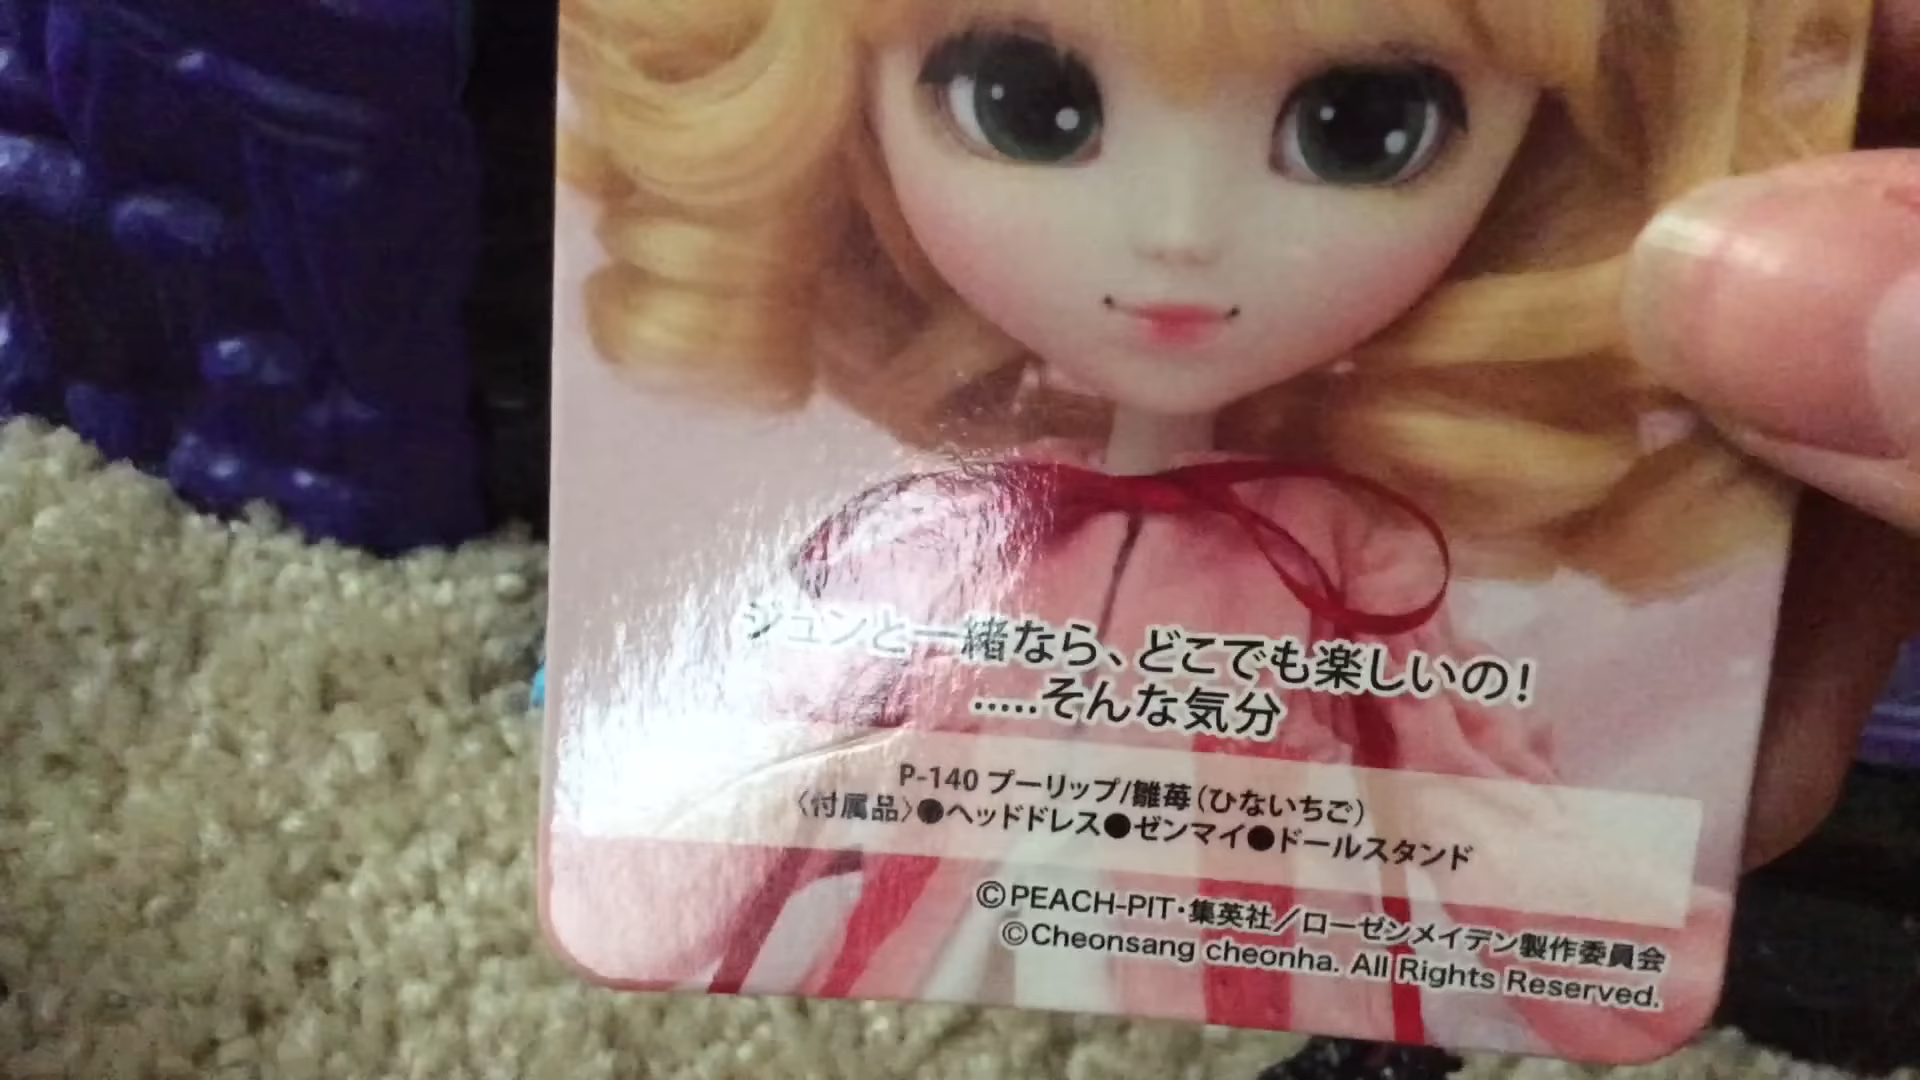 ジュンと一緒なら、どこでも楽しいの!
.....そんな気分
P-140 プーリップ/雛苺(ひないちご)
〈付属品〉●ヘッドドレス●ゼンマイ●ドールスタンド
©PEACH-PIT・集英社／ローゼンメイデン製作委員会
©Cheonsang cheonha. All Rights Reserved.